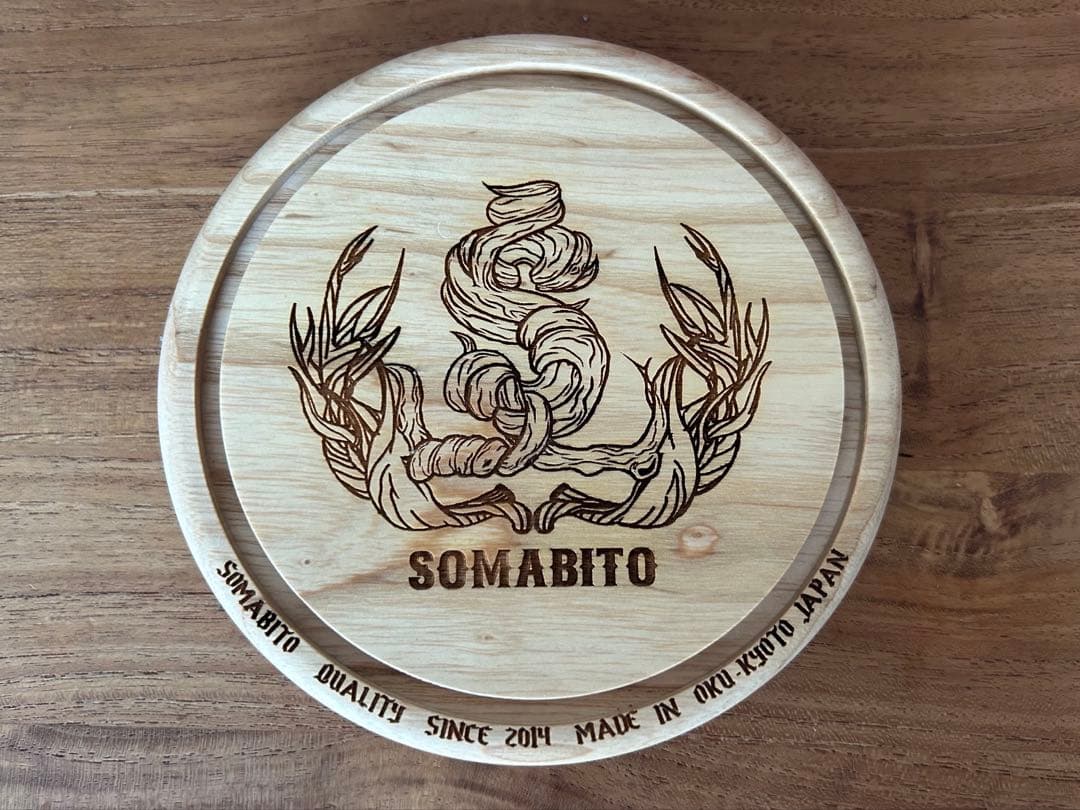 SOMABITO
SOMABITO QUALITY SINCE 2014 MADE IN OKU-KYOTO JAPAN